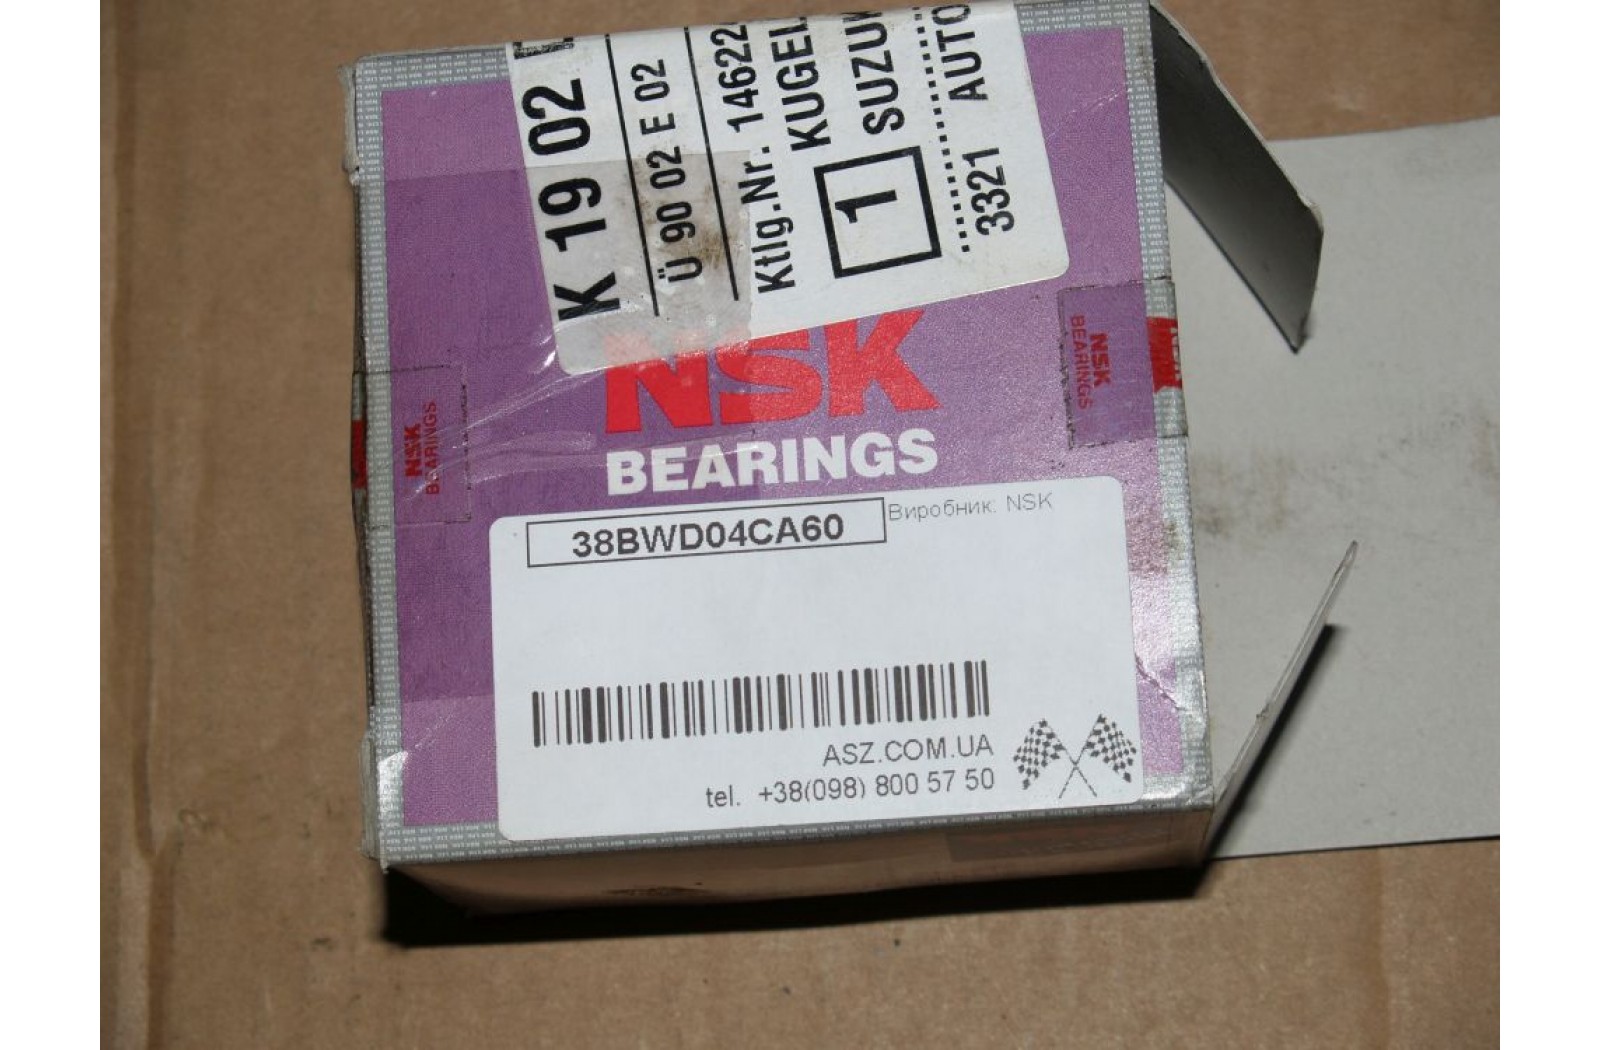 K 19 02
Ü 90 02 E 02
Ktlg.Nr. 14622
KUGEL
1 SUZUK
3321 AUTO
NSK
BEARINGS
NSK
BEARINGS
NSK
BEARINGS
38BWD04CA60
Виробник: NSK
ASZ.COM.UA
tel. +38(098) 800 57 50